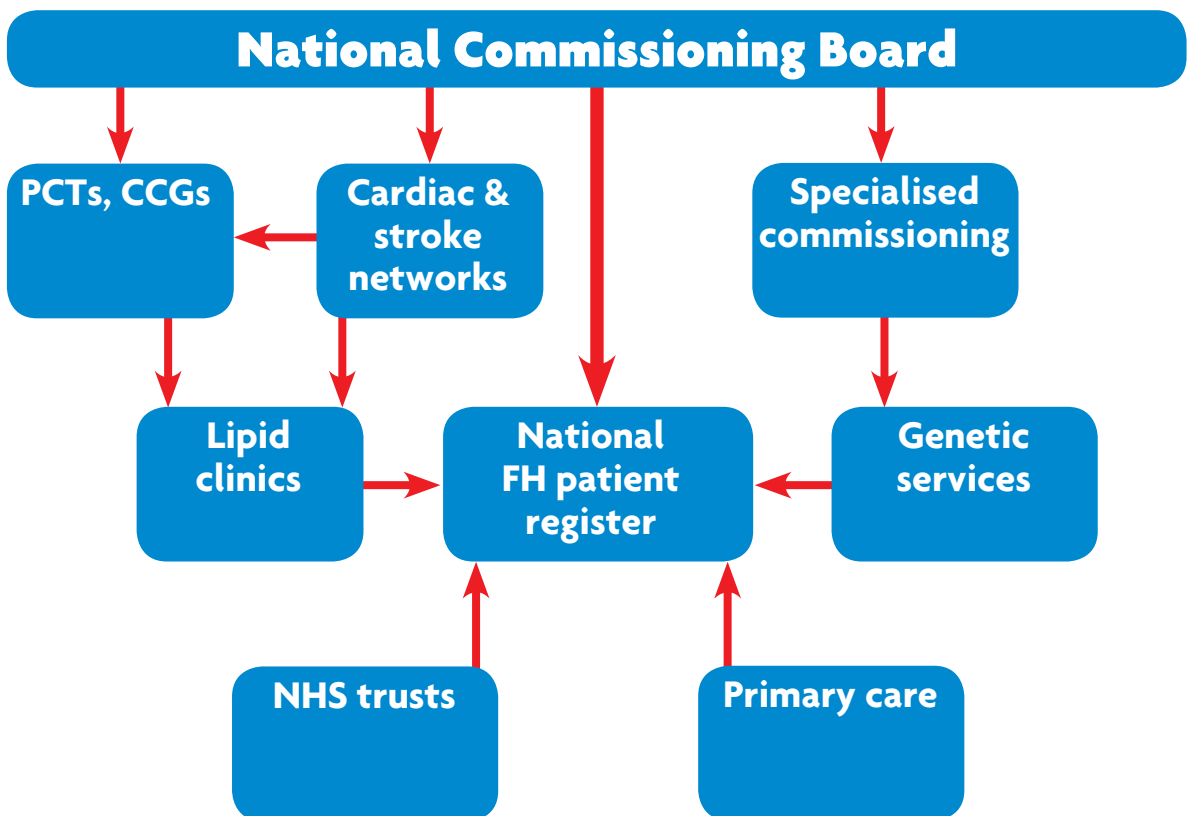 National Commissioning Board
PCTs, CCGs
Cardiac &
stroke
networks
Specialised
commissioning
Lipid
clinics
National
FH patient
register
Genetic
services
NHS trusts
Primary care